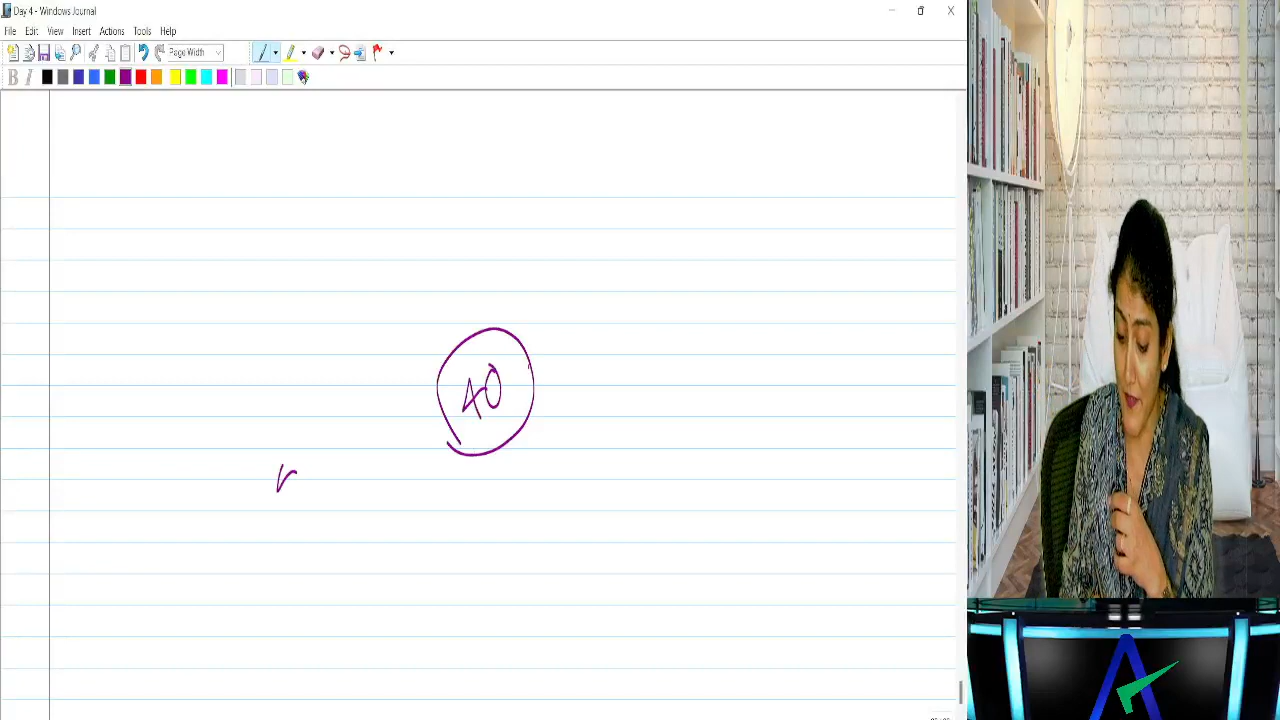 Day 4 - Windows Journal
File Edit View Insert Actions Tools Help
Page Width
B I
40
r